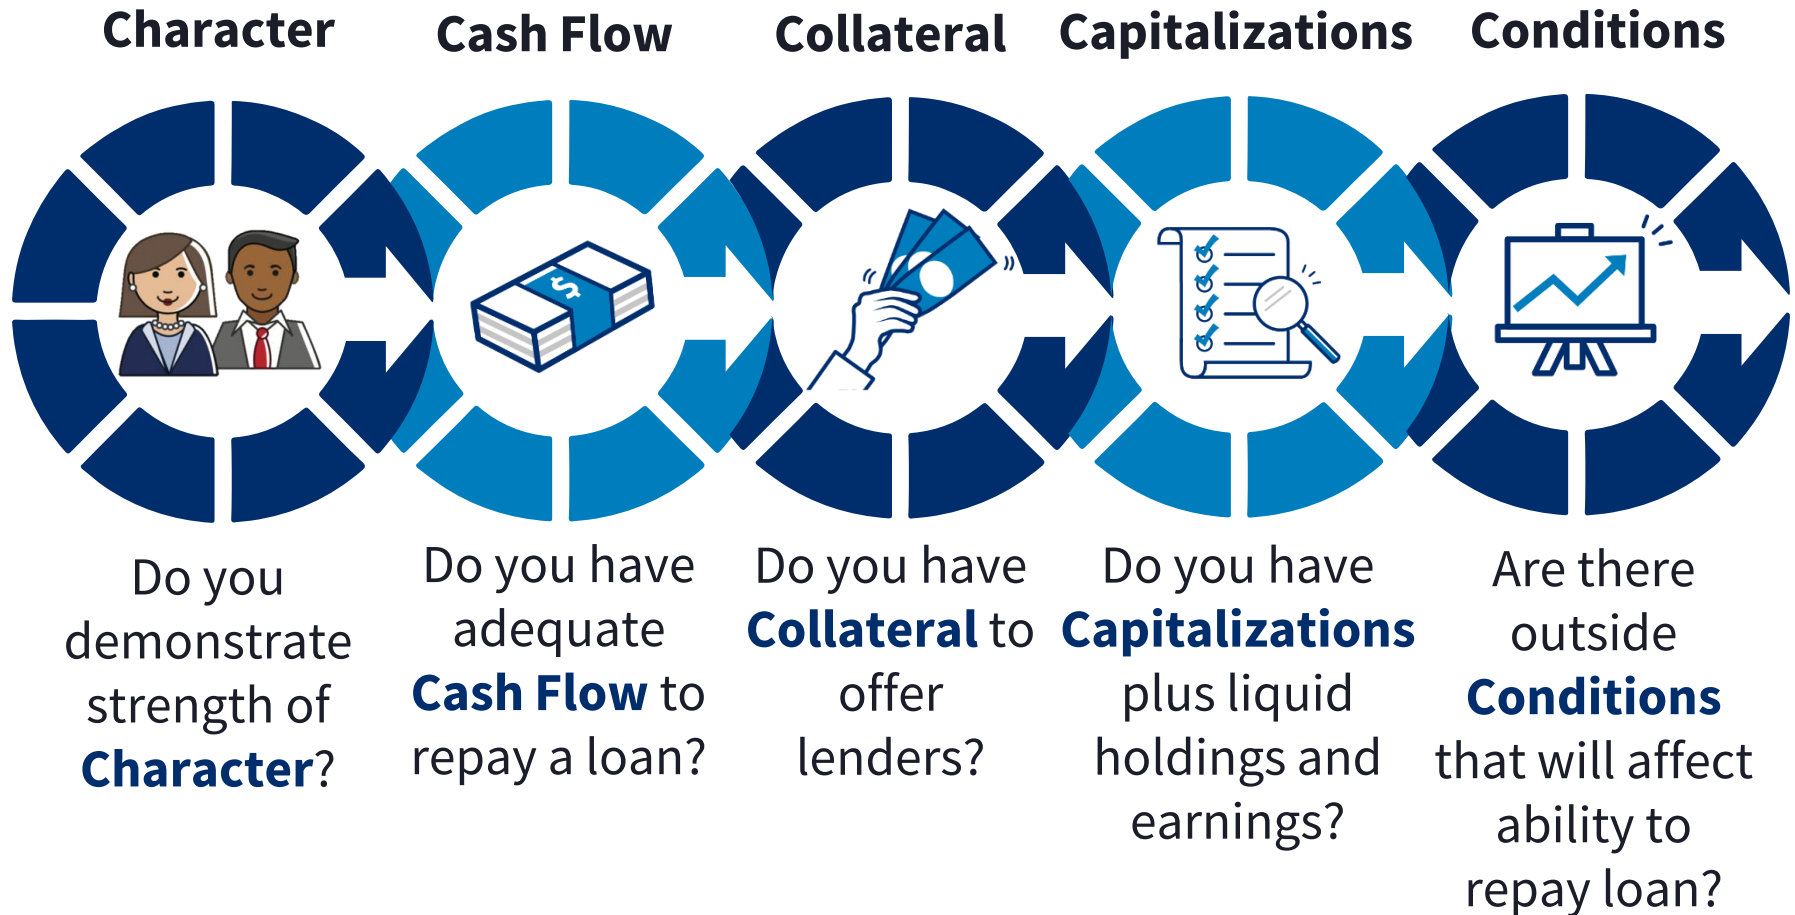 Character
Cash Flow
Collateral
Capitalizations
Conditions
$
Do you
demonstrate
strength of
Character?
Do you have
adequate
Cash Flow to
repay a loan?
Do you have
Collateral to
offer
lenders?
Do you have
Capitalizations
plus liquid
holdings and
earnings?
Are there
outside
Conditions
that will affect
ability to
repay loan?